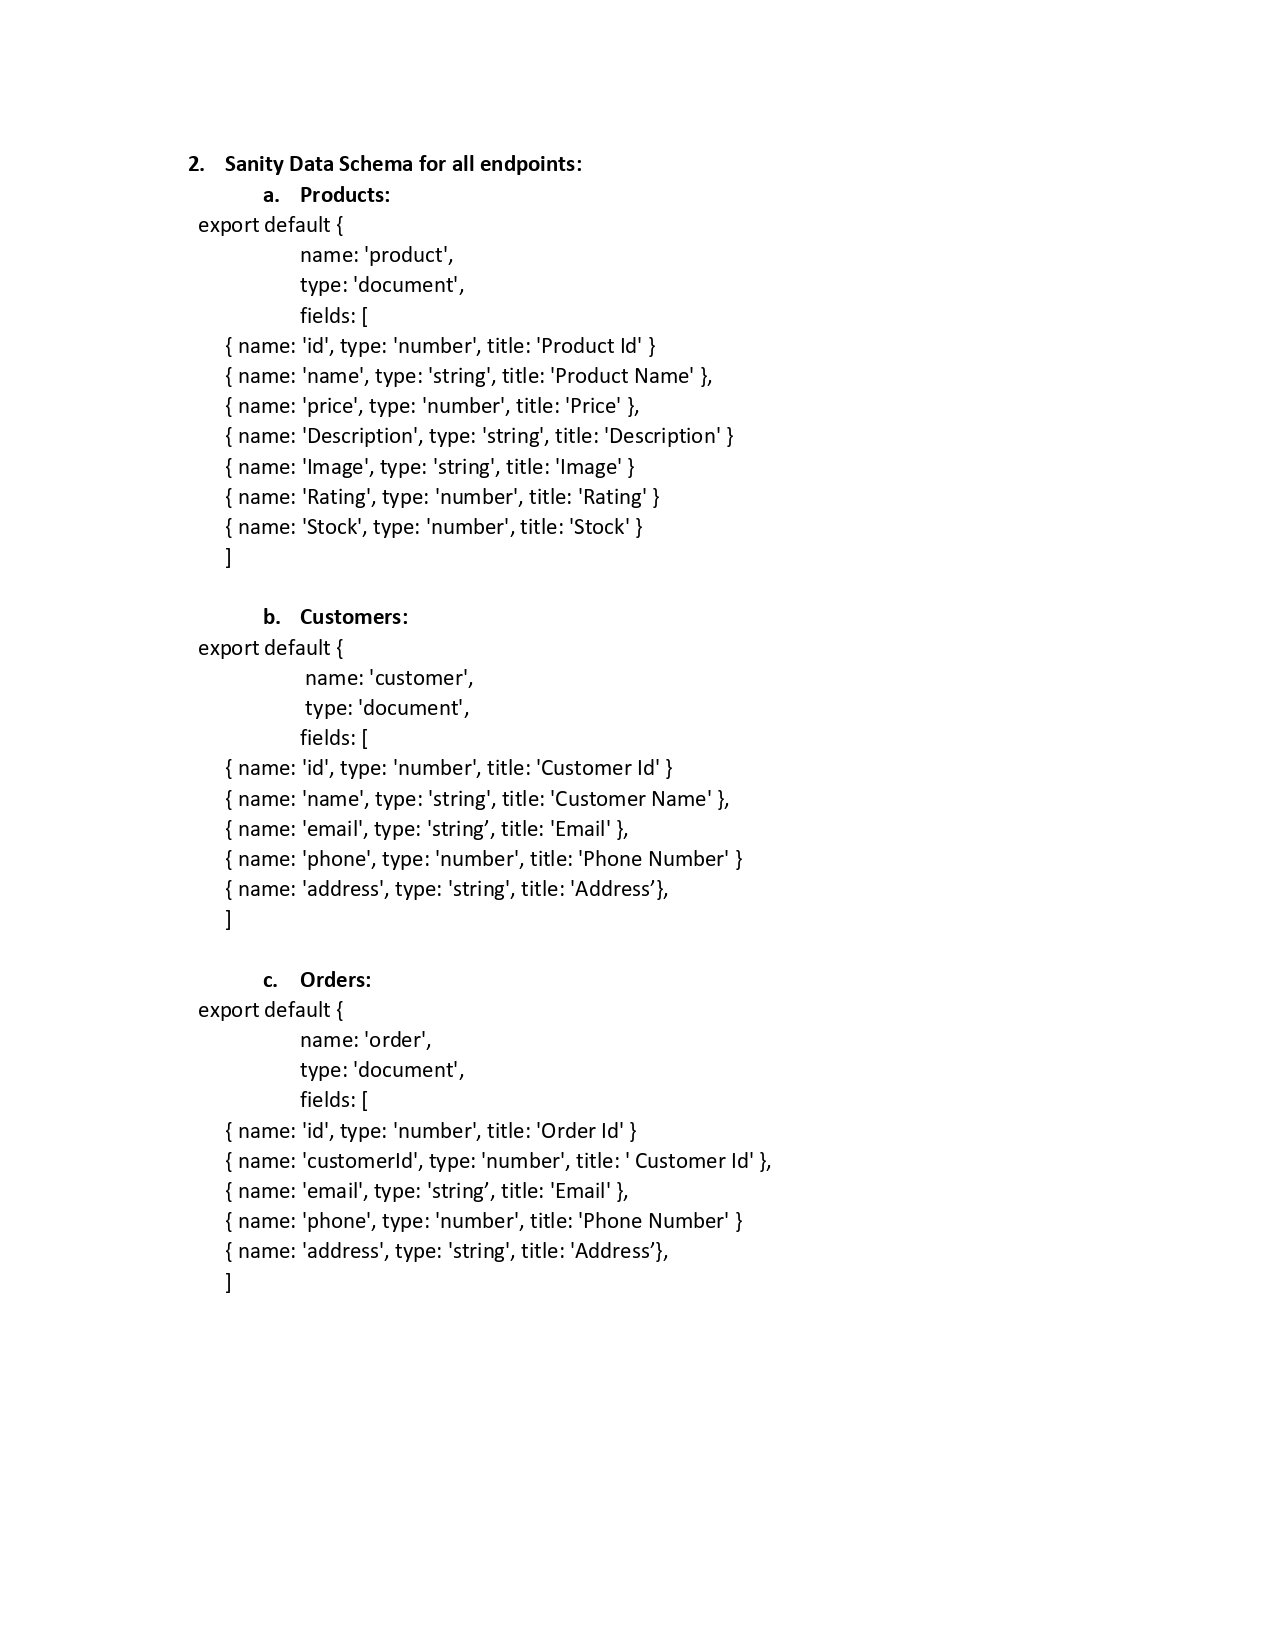 2. Sanity Data Schema for all endpoints:
a. Products:
export default {
name: 'product',
type: 'document',
fields: [
{ name: 'id', type: 'number', title: 'Product Id' }
{ name: 'name', type: 'string', title: 'Product Name' },
{ name: 'price', type: 'number', title: 'Price' },
{ name: 'Description', type: 'string', title: 'Description' }
{ name: 'Image', type: 'string', title: 'Image' }
{ name: 'Rating', type: 'number', title: 'Rating' }
{ name: 'Stock', type: 'number', title: 'Stock' }
]
b. Customers:
export default {
name: 'customer',
type: 'document',
fields: [
{ name: 'id', type: 'number', title: 'Customer Id' }
{ name: 'name', type: 'string', title: 'Customer Name' },
{ name: 'email', type: 'string’, title: 'Email' },
{ name: 'phone', type: 'number', title: 'Phone Number' }
{ name: 'address', type: 'string', title: 'Address’},
]
c. Orders:
export default {
name: 'order',
type: 'document',
fields: [
{ name: 'id', type: 'number', title: 'Order Id' }
{ name: 'customerId', type: 'number', title: ' Customer Id' },
{ name: 'email', type: 'string’, title: 'Email' },
{ name: 'phone', type: 'number', title: 'Phone Number' }
{ name: 'address', type: 'string', title: 'Address’},
]